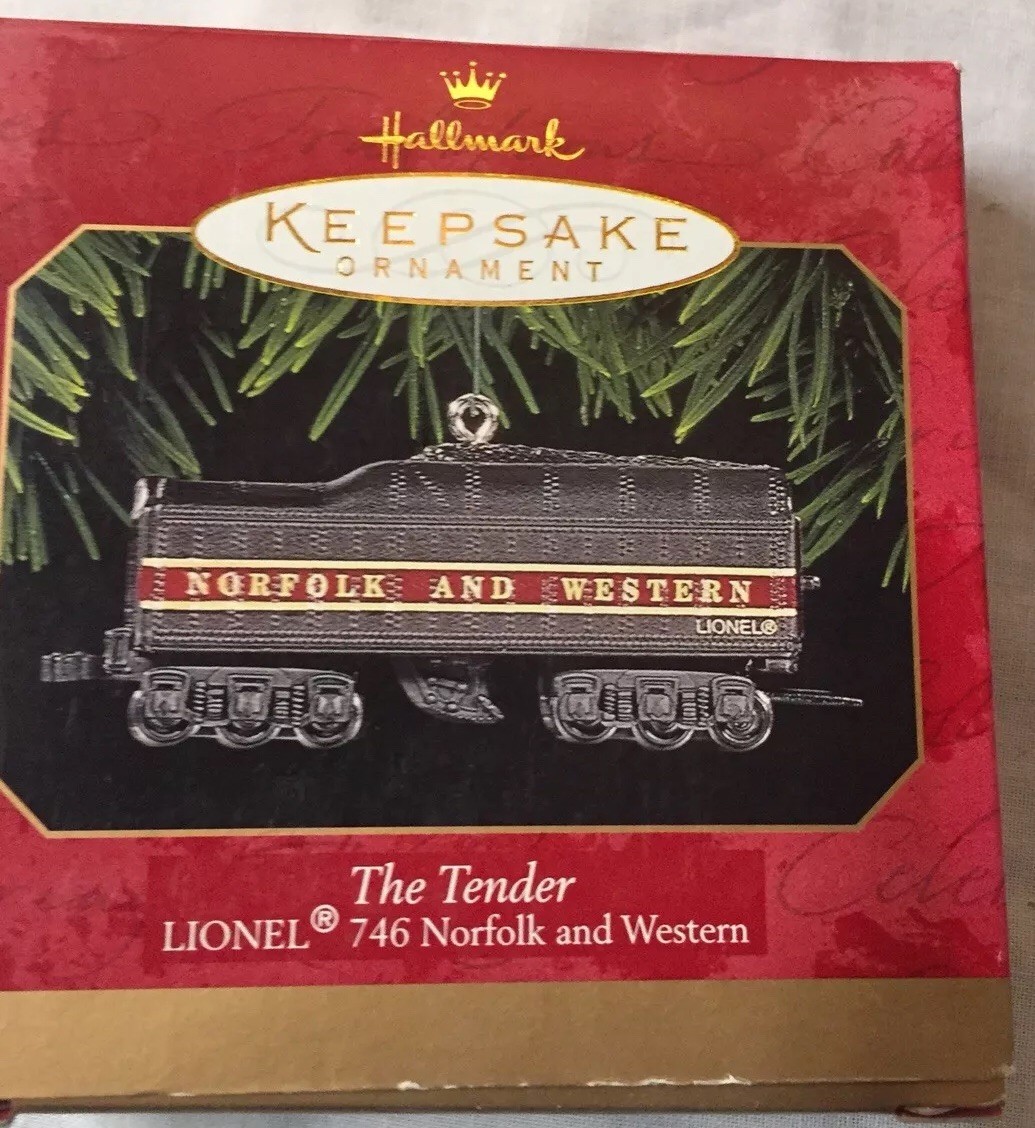 Hallmark
KEEPSAKE
ORNAMENT
NORFOLK AND WESTERN
LIONEL®
The Tender
LIONEL® 746 Norfolk and Western